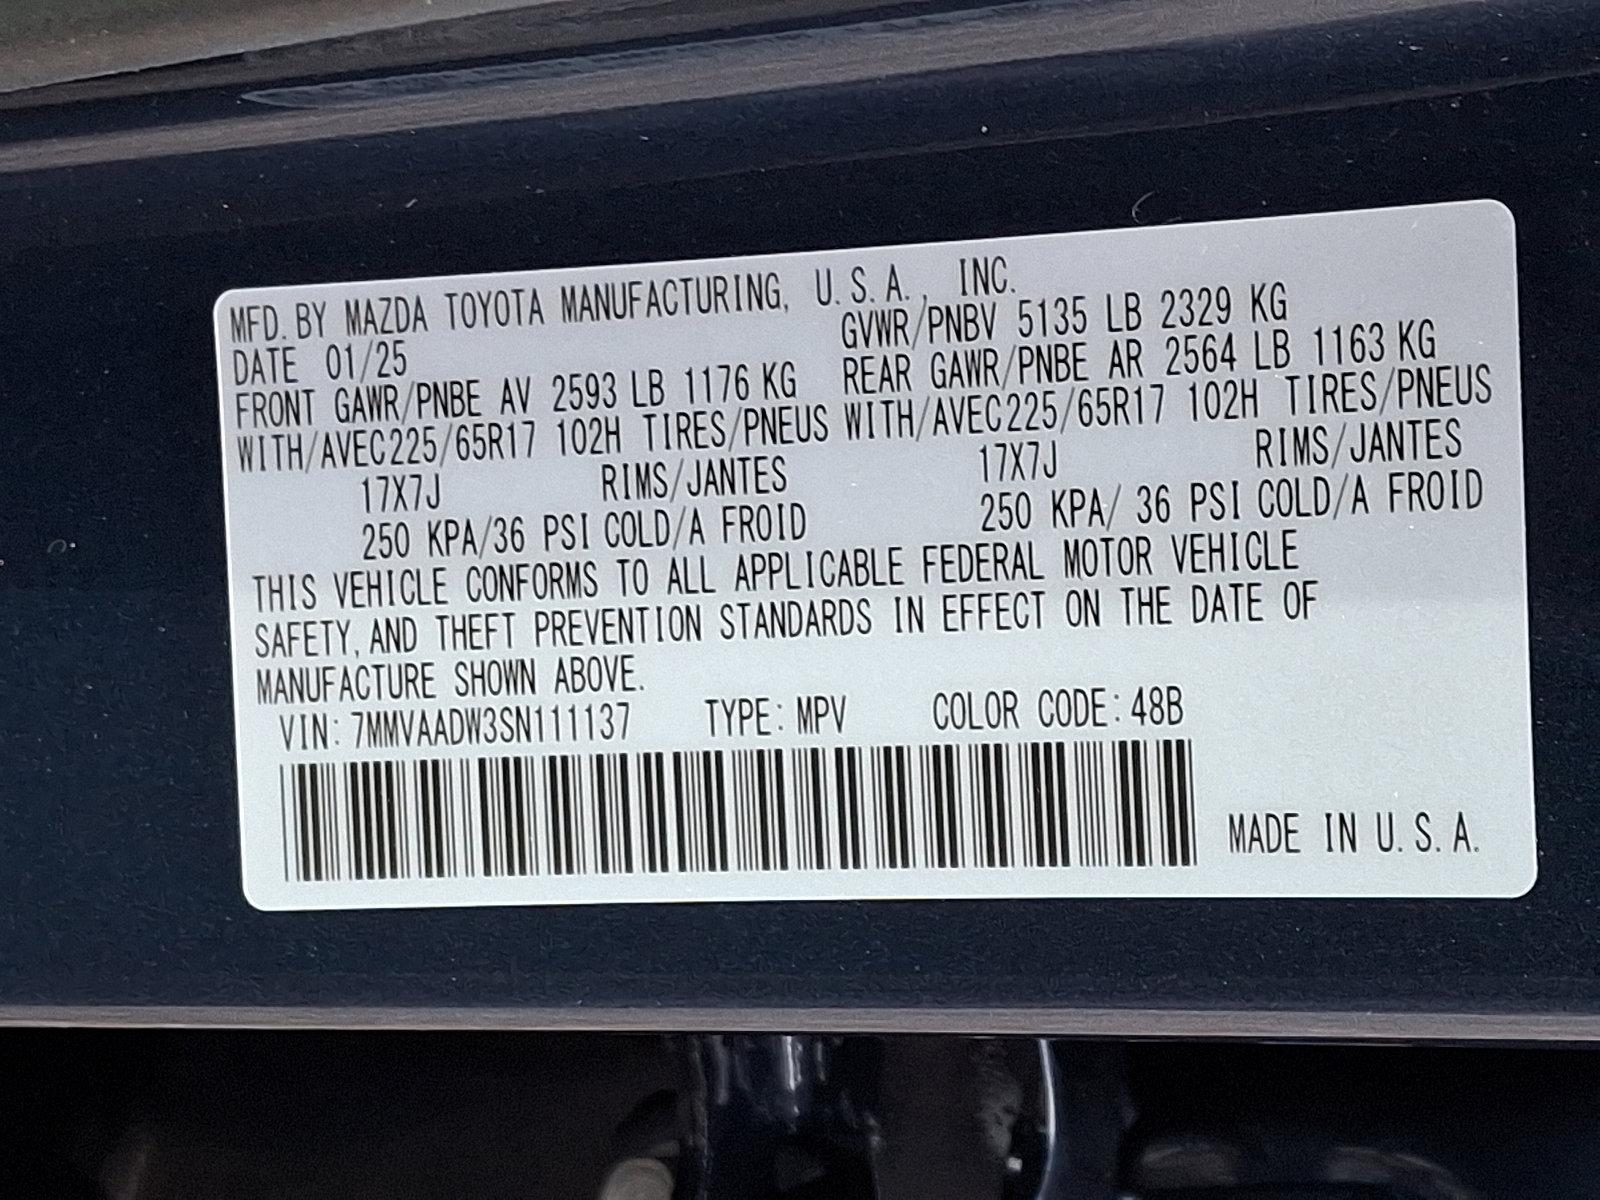 MFD. BY MAZDA TOYOTA MANUFACTURING, U.S.A., INC.
DATE 01/25 GVWR/PNBV 5135 LB 2329 KG
FRONT GAWR/PNBE AV 2593 LB 1176 KG REAR GAWR/PNBE AR 2564 LB 1163 KG
WITH/AVEC225/65R17 102H TIRES/PNEUS WITH/AVEC225/65R17 102H TIRES/PNEUS
17X7J RIMS/JANTES 17X7J RIMS/JANTES
250 KPA/36 PSI COLD/A FROID 250 KPA/ 36 PSI COLD/A FROID
THIS VEHICLE CONFORMS TO ALL APPLICABLE FEDERAL MOTOR VEHICLE
SAFETY, AND THEFT PREVENTION STANDARDS IN EFFECT ON THE DATE OF
MANUFACTURE SHOWN ABOVE.
VIN: 7MMVAADW3SN111137 TYPE: MPV COLOR CODE: 48B
MADE IN U.S.A.